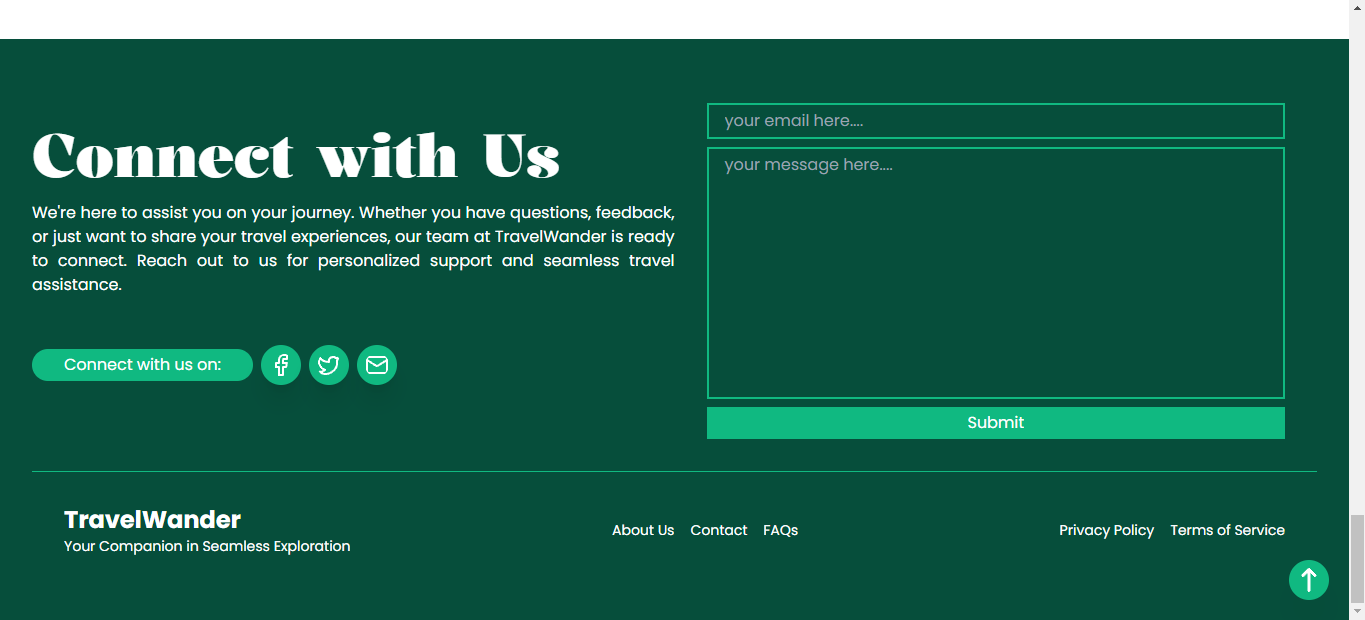 Connect with Us
We're here to assist you on your journey. Whether you have questions, feedback,
or just want to share your travel experiences, our team at TravelWander is ready
to connect. Reach out to us for personalized support and seamless travel
assistance.
Connect with us on:
your email here....
your message here....
Submit
TravelWander
Your Companion in Seamless Exploration
About Us Contact FAQs
Privacy Policy Terms of Service